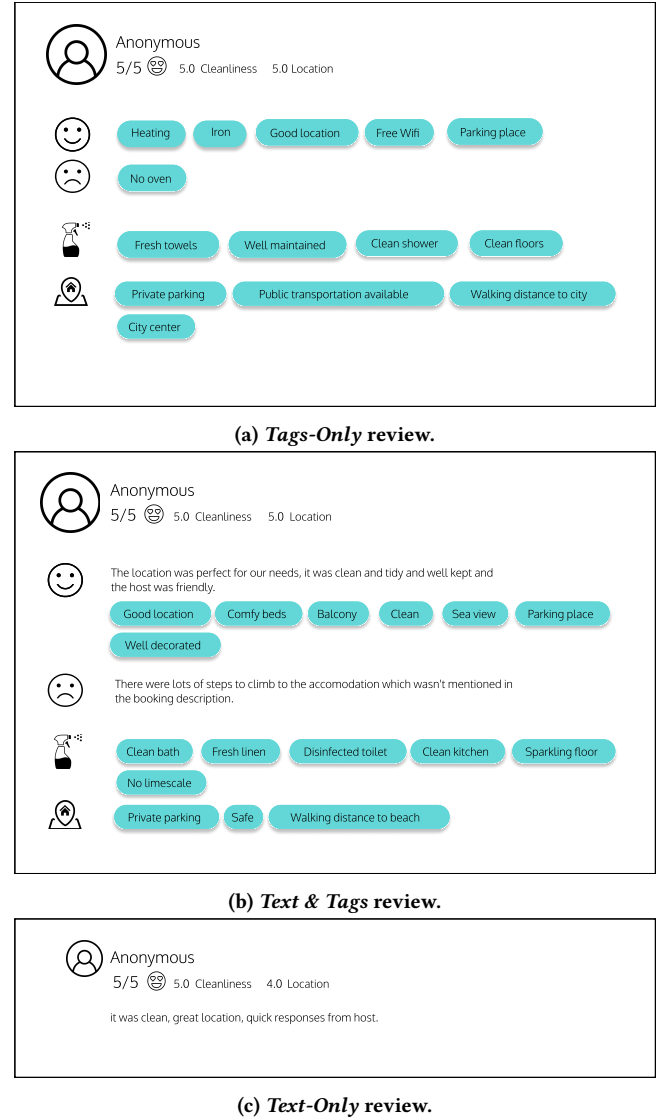 Anonymous
5/5 5.0 Cleanliness 5.0 Location
Heating Iron Good location Free Wifi Parking place
No oven
Fresh towels Well maintained Clean shower Clean floors
Private parking Public transportation available Walking distance to city
City center
(a) Tags-Only review.
Anonymous
5/5 5.0 Cleanliness 5.0 Location
The location was perfect for our needs, it was clean and tidy and well kept and
the host was friendly.
Good location Comfy beds Balcony Clean Sea view Parking place
Well decorated
There were lots of steps to climb to the accomodation which wasn't mentioned in
the booking description.
Clean bath Fresh linen Disinfected toilet Clean kitchen Sparkling floor
No limescale
Private parking Safe Walking distance to beach
(b) Text & Tags review.
Anonymous
5/5 5.0 Cleanliness 4.0 Location
it was clean, great location, quick responses from host.
(c) Text-Only review.